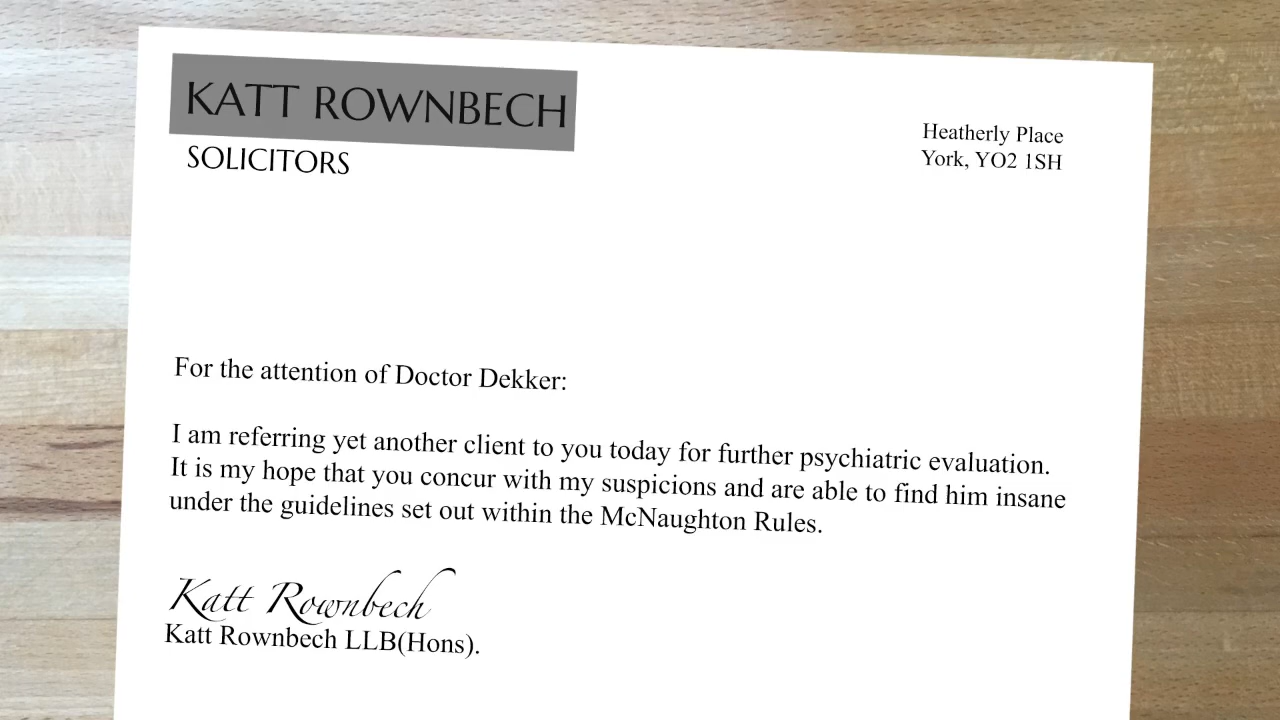 KATT ROWNBECH
SOLICITORS
Heatherly Place
York, YO2 1SH
For the attention of Doctor Dekker:
I am referring yet another client to you today for further psychiatric evaluation.
It is my hope that you concur with my suspicions and are able to find him insane
under the guidelines set out within the McNaughton Rules.
Katt Rownbech
Katt Rownbech LLB(Hons).